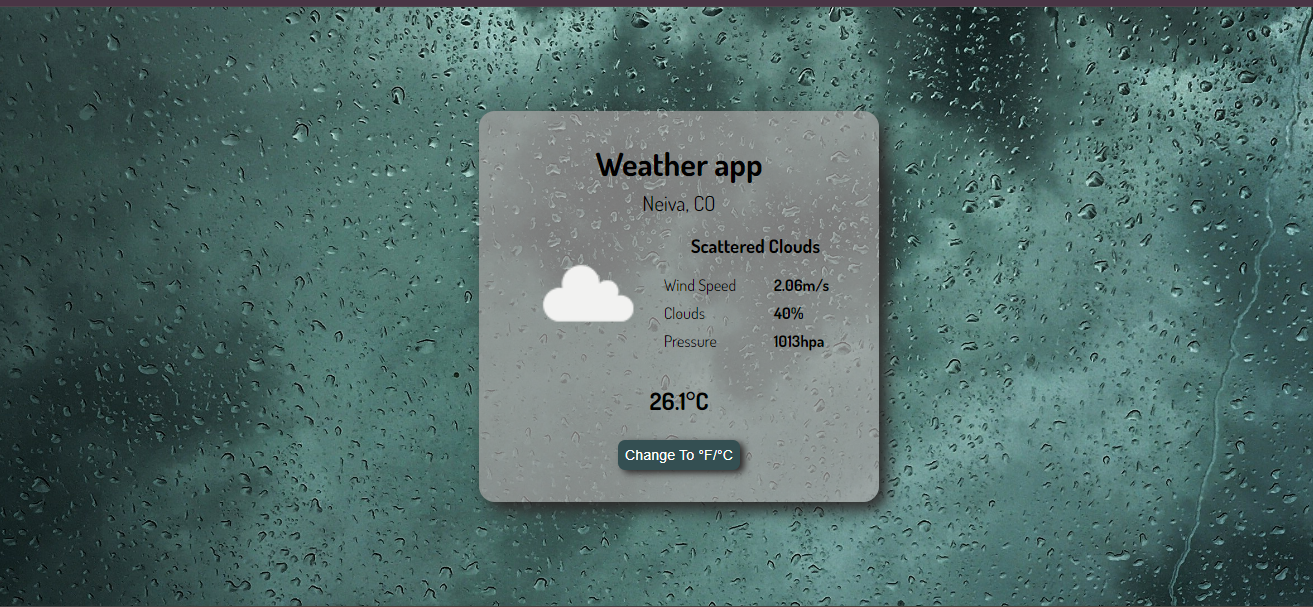 Weather app
Neiva, CO
Scattered Clouds
Wind Speed 2.06m/s
Clouds 40%
Pressure 1013hpa
26.1°C
Change To °F/°C